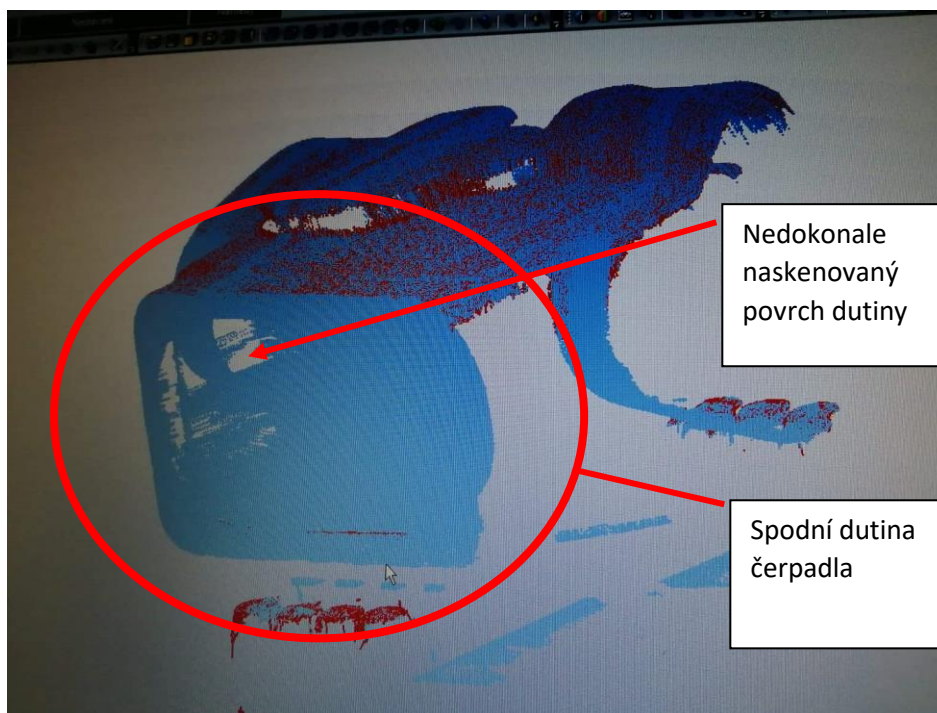 Nedokonale
naskenovaný
povrch dutiny
Spodní dutina
čerpadla